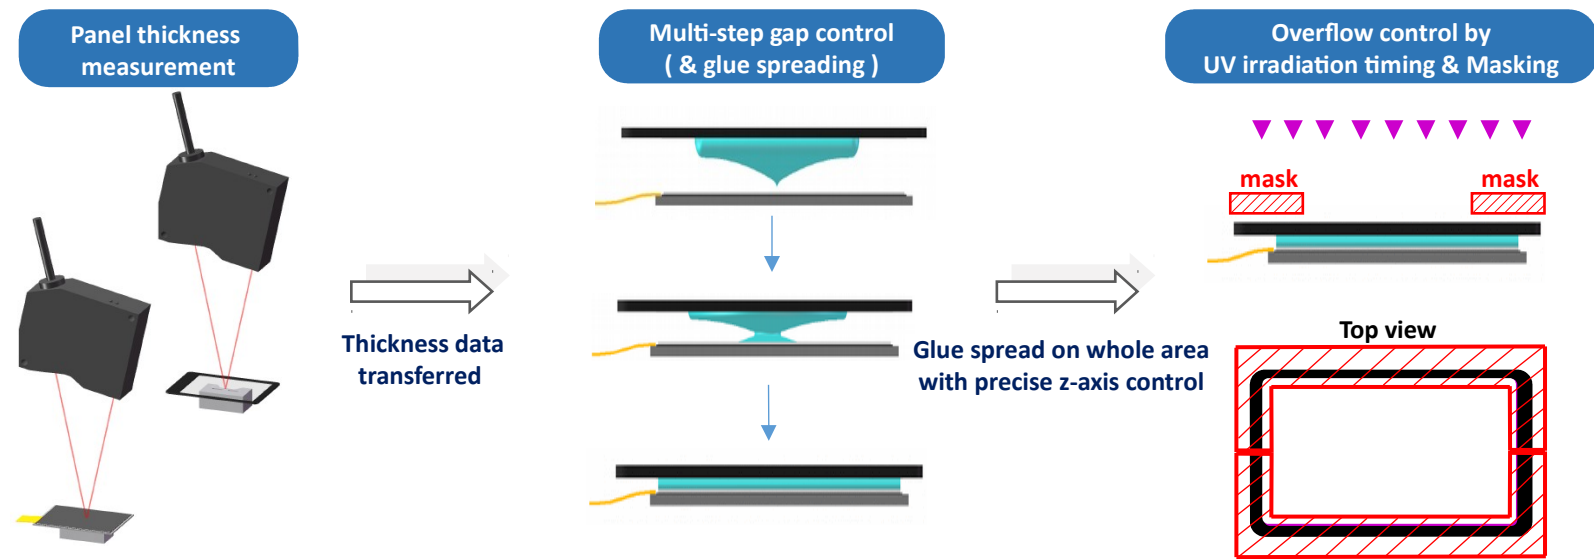 Panel thickness
measurement
Multi-step gap control
( & glue spreading )
Overflow control by
UV irradiation timing & Masking
mask
mask
Thickness data
transferred
Glue spread on whole area
with precise z-axis control
Top view